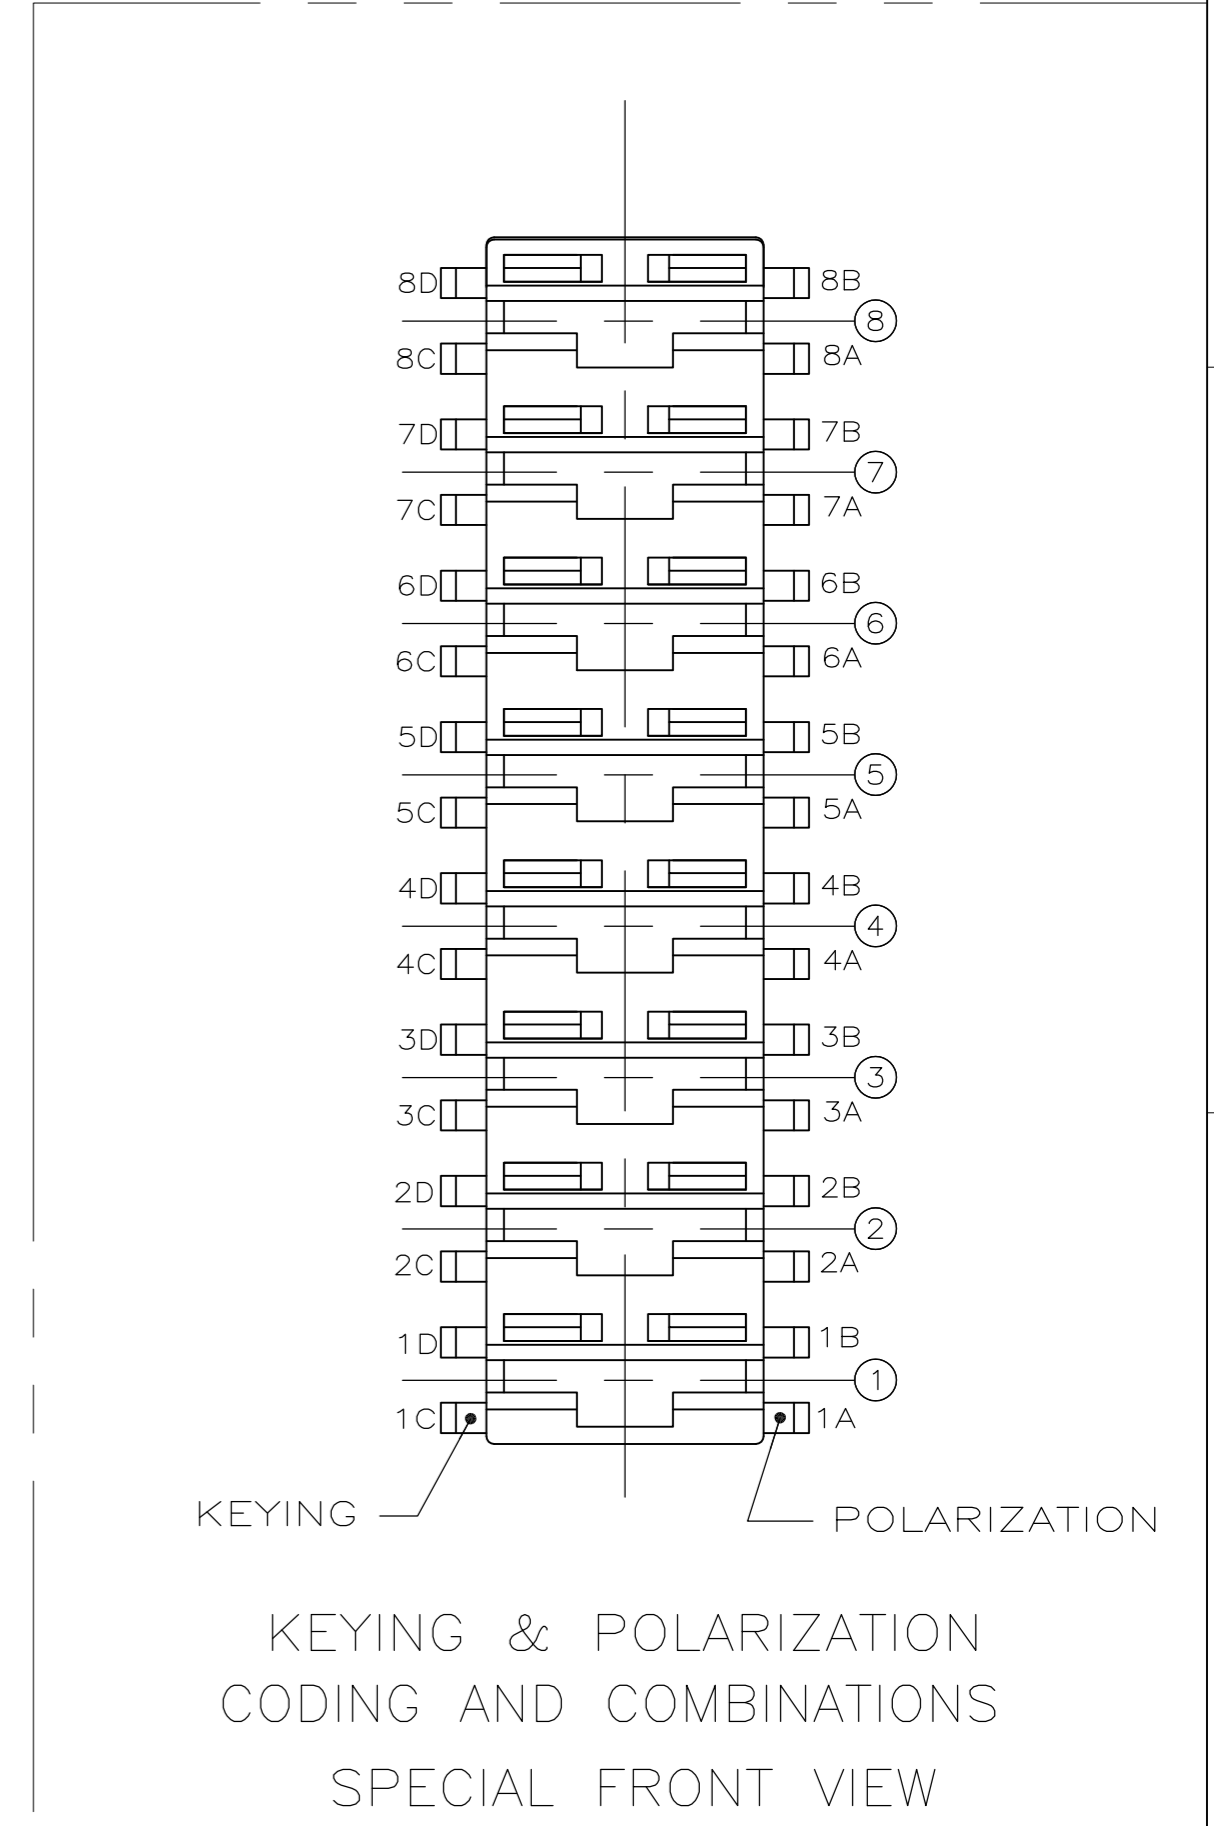 8D 8B
8
8C 8A
7D 7B
7
7C 7A
6D 6B
6
6C 6A
5D 5B
5
5C 5A
4D 4B
4
4C 4A
3D 3B
3
3C 3A
2D 2B
2
2C 2A
1D 1B
1
1C 1A
KEYING POLARIZATION
KEYING & POLARIZATION
CODING AND COMBINATIONS
SPECIAL FRONT VIEW